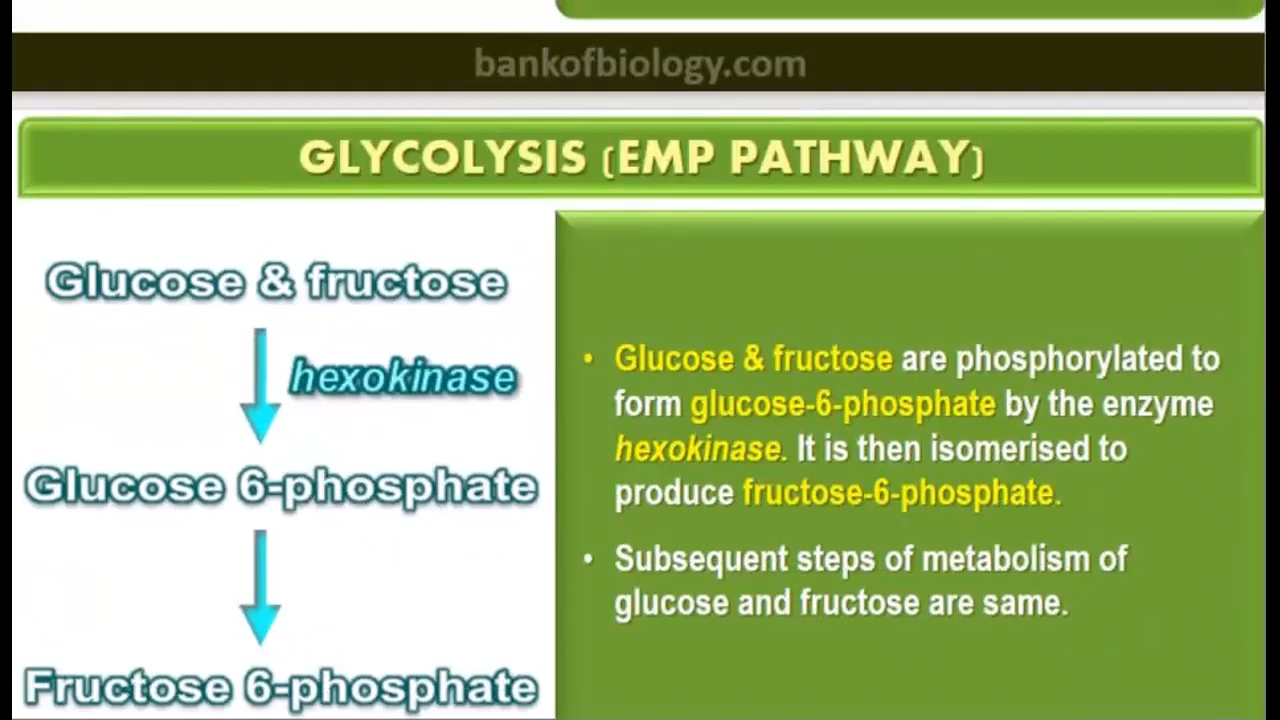 bankofbiology.com
GLYCOLYSIS (EMP PATHWAY)
Glucose & fructose
hexokinase
Glucose 6-phosphate
Fructose 6-phosphate
• Glucose & fructose are phosphorylated to
form glucose-6-phosphate by the enzyme
hexokinase. It is then isomerised to
produce fructose-6-phosphate.
• Subsequent steps of metabolism of
glucose and fructose are same.